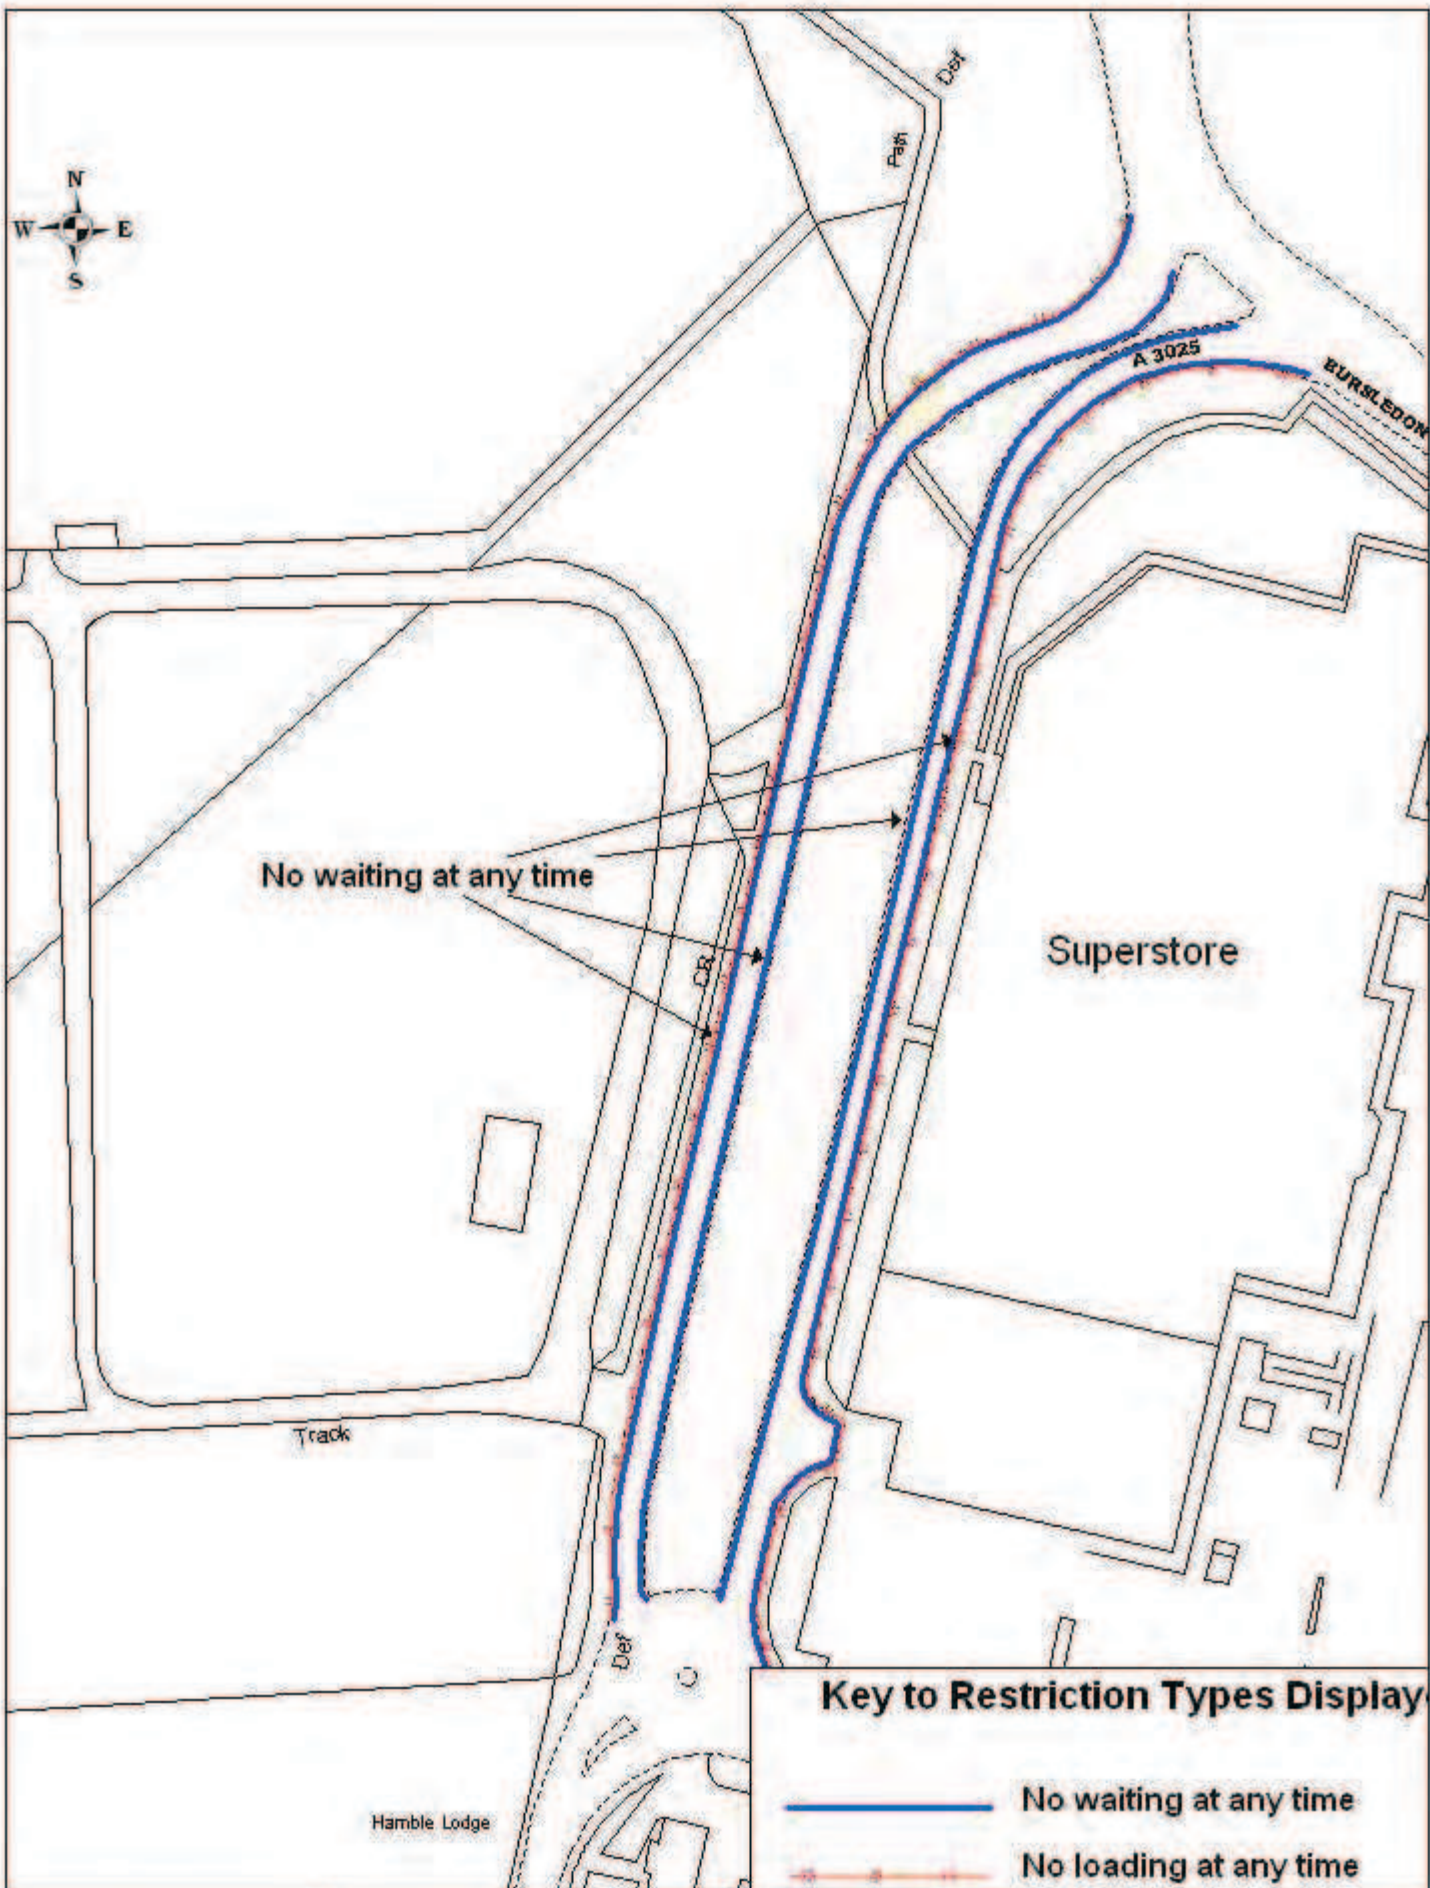 Def
Path
N
W E
S
A 3025
BURSLEDON
No waiting at any time
CR
Superstore
Track
Def
Key to Restriction Types Display
No waiting at any time
Hamble Lodge
No loading at any time